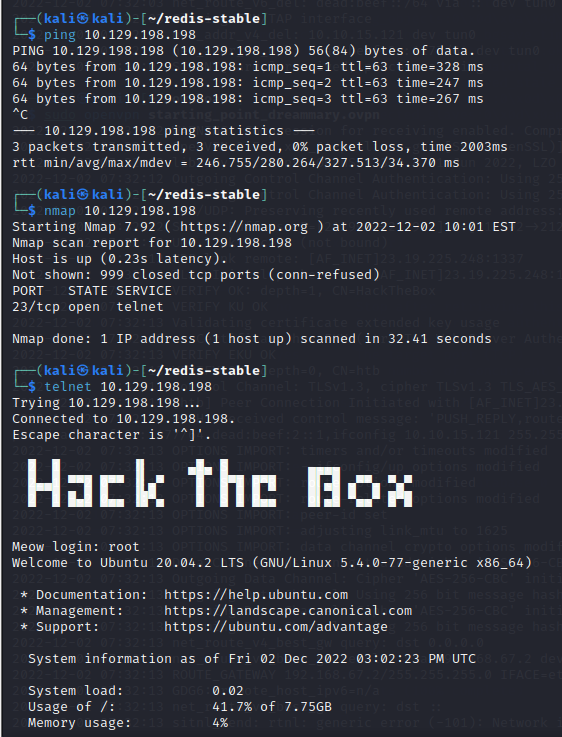 ┌──(kali㉿kali)-[~/redis-stable]
└─$ ping 10.129.198.198
PING 10.129.198.198 (10.129.198.198) 56(84) bytes of data.
64 bytes from 10.129.198.198: icmp_seq=1 ttl=63 time=328 ms
64 bytes from 10.129.198.198: icmp_seq=2 ttl=63 time=247 ms
64 bytes from 10.129.198.198: icmp_seq=3 ttl=63 time=267 ms
^C
--- 10.129.198.198 ping statistics ---
3 packets transmitted, 3 received, 0% packet loss, time 2003ms
rtt min/avg/max/mdev = 246.755/280.264/327.513/34.370 ms
┌──(kali㉿kali)-[~/redis-stable]
└─$ nmap 10.129.198.198
Starting Nmap 7.92 ( https://nmap.org ) at 2022-12-02 10:01 EST
Nmap scan report for 10.129.198.198
Host is up (0.23s latency).
Not shown: 999 closed tcp ports (conn-refused)
PORT   STATE SERVICE
23/tcp open  telnet
Nmap done: 1 IP address (1 host up) scanned in 32.41 seconds
┌──(kali㉿kali)-[~/redis-stable]
└─$ telnet 10.129.198.198
Trying 10.129.198.198...
Connected to 10.129.198.198.
Escape character is '^]'.
Hack the Box
Meow login: root
Welcome to Ubuntu 20.04.2 LTS (GNU/Linux 5.4.0-77-generic x86_64)
* Documentation:  https://help.ubuntu.com
* Management:     https://landscape.canonical.com
* Support:        https://ubuntu.com/advantage
System information as of Fri 02 Dec 2022 03:02:23 PM UTC
System load:           0.02
Usage of /:            41.7% of 7.75GB
Memory usage:          4%